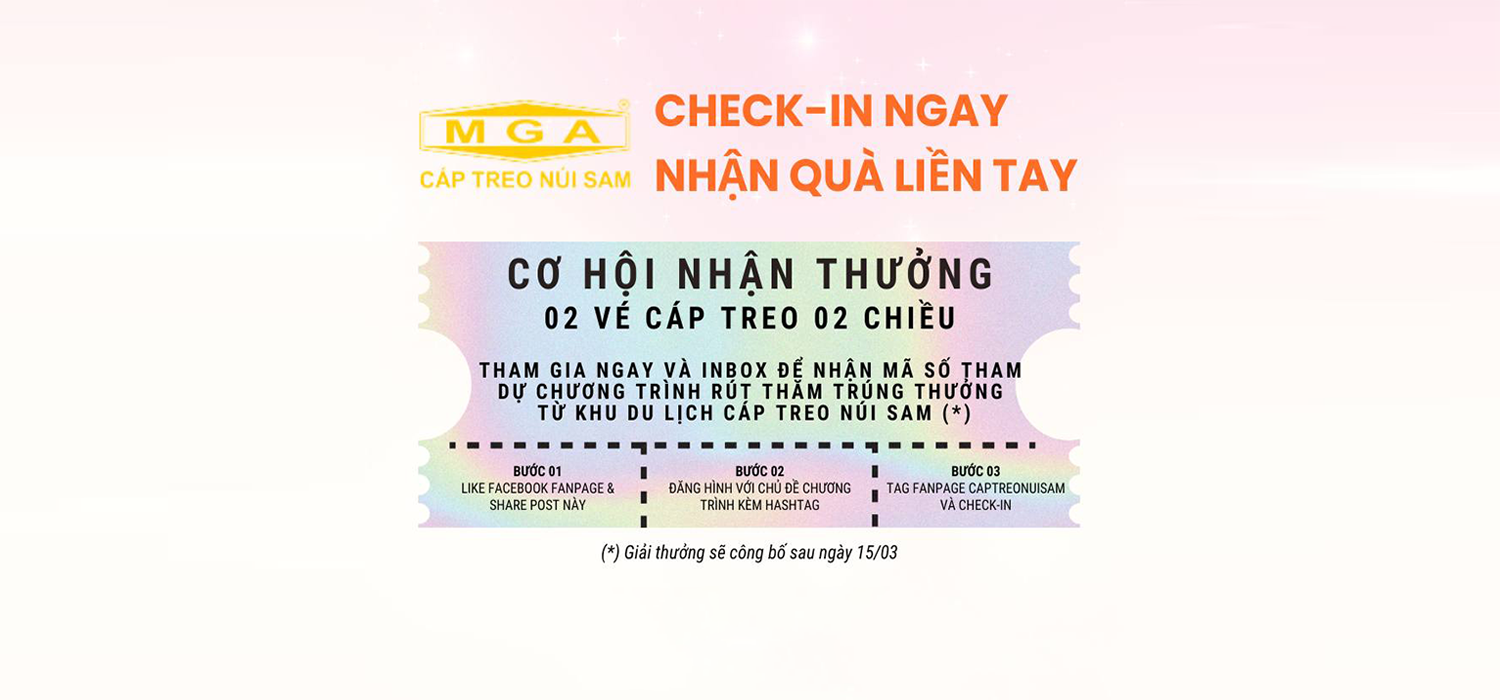 MGA
®
CÁP TREO NÚI SAM
CHECK-IN NGAY
NHẬN QUÀ LIỀN TAY
CƠ HỘI NHẬN THƯỞNG
02 VÉ CÁP TREO 02 CHIỀU
THAM GIA NGAY VÀ INBOX ĐỂ NHẬN MÃ SỐ THAM
DỰ CHƯƠNG TRÌNH RÚT THĂM TRÚNG THƯỞNG
TỪ KHU DU LỊCH CÁP TREO NÚI SAM (*)
BƯỚC 01
LIKE FACEBOOK FANPAGE &
SHARE POST NÀY
BƯỚC 02
ĐĂNG HÌNH VỚI CHỦ ĐỀ CHƯƠNG
TRÌNH KÈM HASHTAG
BƯỚC 03
TAG FANPAGE CAPTREONUISAM
VÀ CHECK-IN
(*) Giải thưởng sẽ công bố sau ngày 15/03